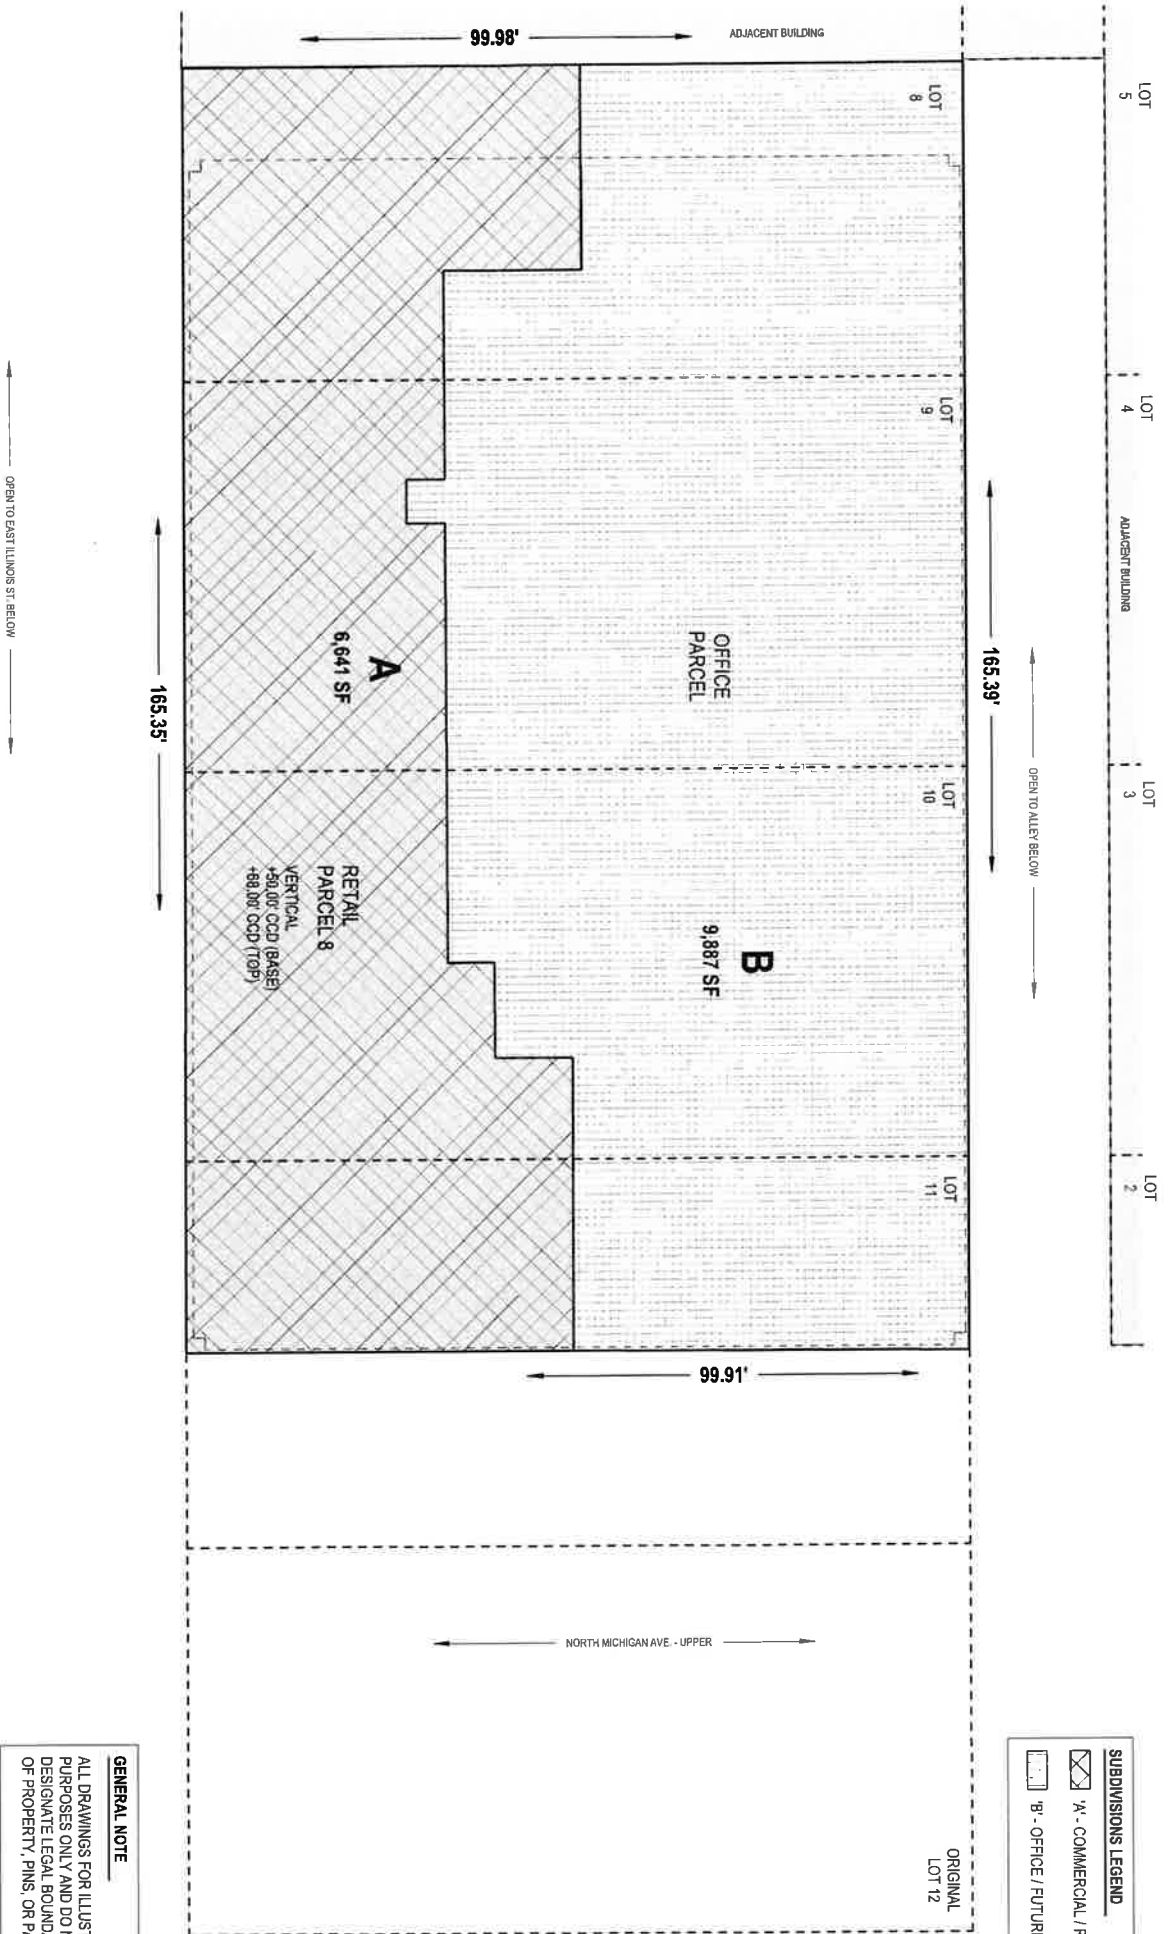 LOT
5
LOT
4
ADJACENT BUILDING
LOT
3
LOT
2
OPEN TO ALLEY BELOW
165.39'
ADJACENT BUILDING
99.98'
LOT
8
LOT
9
LOT
10
LOT
11
OFFICE
PARCEL
B
9,887 SF
A
6,641 SF
RETAIL
PARCEL 8
VERTICAL
+50.00' CCD (BASE)
+68.00' CCD (TOP)
99.91'
165.35'
OPEN TO EAST ILLINOIS ST. BELOW
NORTH MICHIGAN AVE. - UPPER
ORIGINAL
LOT 12
SUBDIVISIONS LEGEND
'A' - COMMERCIAL /
'B' - OFFICE /
GENERAL NOTE
ALL DRAWINGS FOR
PURPOSES ONLY AND DO
DESIGNATE LEGAL
OF PROPERTY, PINS, OR